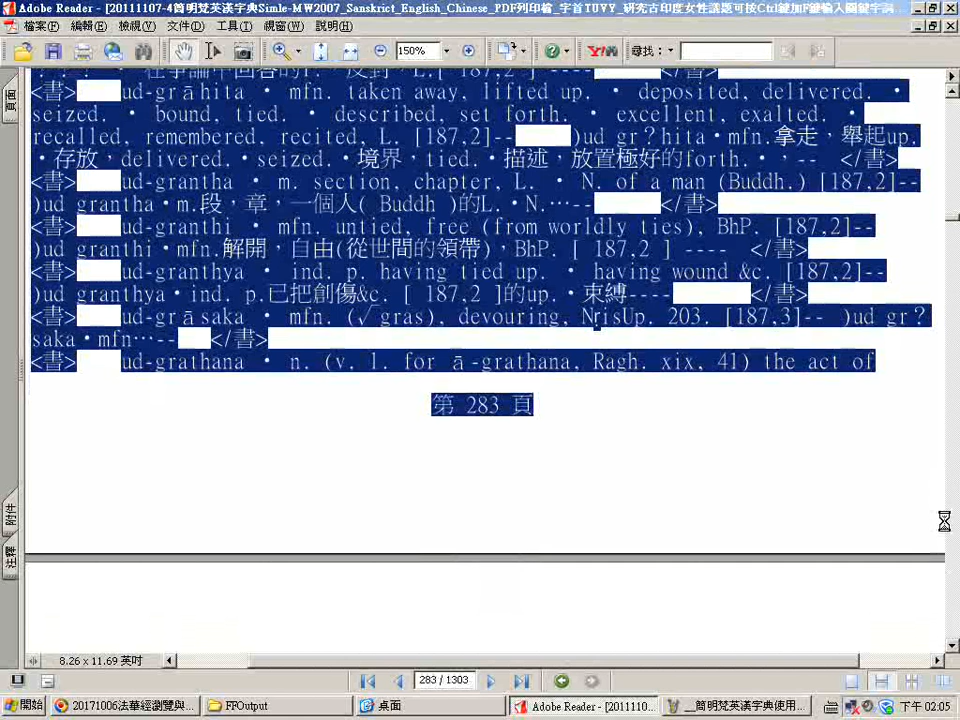 Adobe Reader - [20111107-4簡明梵英漢字典Simle-MW2007_Sanskrict_English_Chinese_PDF列印檔_字首TUVY_研究古印度女性議題可按Ctrl鍵加F鍵輸入關鍵字詞...
檔案(F) 編輯(E) 檢視(V) 文件(D) 工具(T) 視窗(W) 說明(H)
150% 尋找：
頁面
附件
注釋
<書> ud-grāhita • mfn. taken away, lifted up. • deposited, delivered. •
seized. • bound, tied. • described, set forth. • excellent, exalted. •
recalled, remembered, recited, L. [187,2]-- )ud gr?hita•mfn.拿走，舉起up.
•存放，delivered.•seized.•境界，tied.•描述，放置極好的forth.•，-- </書>
<書> ud-grantha • m. section, chapter, L. • N. of a man (Buddh.) [187,2]--
)ud grantha•m.段，章，一個人( Buddh )的L.•N.…-- </書>
<書> ud-granthi • mfn. untied, free (from worldly ties), BhP. [187,2]--
)ud granthi•mfn.解開，自由(從世間的領帶)，BhP. [ 187,2 ] ---- </書>
<書> ud-granthya • ind. p. having tied up. • having wound &c. [187,2]--
)ud granthya•ind. p.已把創傷&c. [ 187,2 ]的up.•束縛---- </書>
<書> ud-grāsaka • mfn. (√gras), devouring, NrisUp. 203. [187,3]-- )ud gr?
saka•mfn…-- </書>
<書> ud-grathana • n. (v. l. for ā-grathana, Ragh. xix, 41) the act of
第 283 頁
8.26 x 11.69 英吋
283 / 1303
開始 20171006法華經瀏覽與... FFOutput 桌面 Adobe Reader - [2011110... __簡明梵英漢字典使用... 下午 02:05